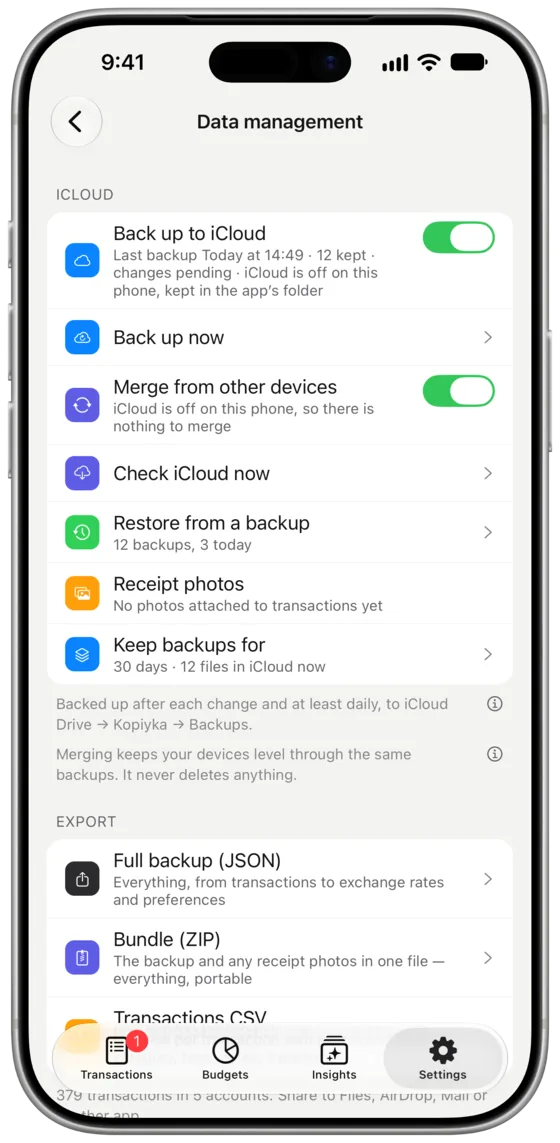 9:41
Data management
ICLOUD
Back up to iCloud
Last backup Today at 14:49 · 12 kept ·
changes pending · iCloud is off on this
phone, kept in the app's folder
Back up now
Merge from other devices
iCloud is off on this phone, so there is
nothing to merge
Check iCloud now
Restore from a backup
12 backups, 3 today
Receipt photos
No photos attached to transactions yet
Keep backups for
30 days · 12 files in iCloud now
Backed up after each change and at least daily, to iCloud
Drive → Kopiyka → Backups.
Merging keeps your devices level through the same
backups. It never deletes anything.
EXPORT
Full backup (JSON)
Everything, from transactions to exchange rates
and preferences
Bundle (ZIP)
The backup and any receipt photos in one file —
everything, portable
Transactions CSV
1
Transactions
Budgets
Insights
Settings
379 transactions in 5 accounts. Share to Files, AirDrop, Mail or